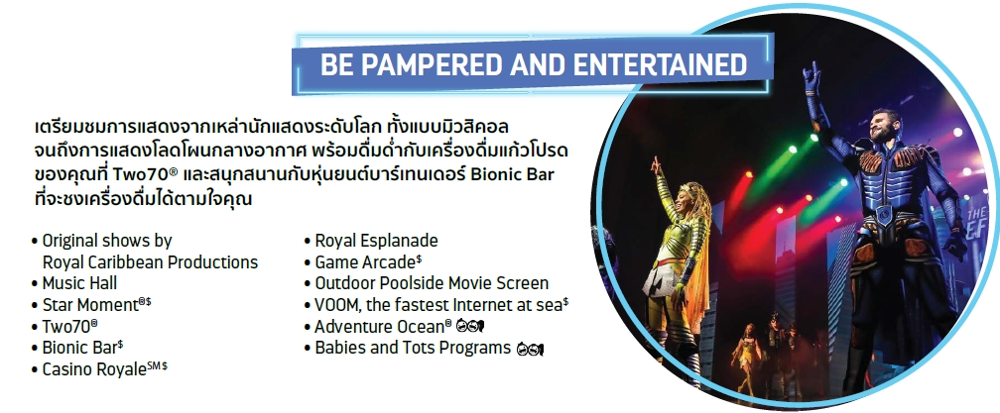 BE PAMPERED AND ENTERTAINED
เตรียมชมการแสดงจากเหล่านักแสดงระดับโลก ทั้งแบบมิวสิคอล
จนถึงการแสดงโลดโผนกลางอากาศ พร้อมดื่มด่ำกับเครื่องดื่มแก้วโปรด
ของคุณที่ Two70® และสนุกสนานกับหุ่นยนต์บาร์เทนเดอร์ Bionic Bar
ที่จะชงเครื่องดื่มได้ตามใจคุณ
• Original shows by
Royal Caribbean Productions
• Music Hall
• Star Moment®$
• Two70®
• Bionic Bar$
• Casino Royale℠$
• Royal Esplanade
• Game Arcade$
• Outdoor Poolside Movie Screen
• VOOM, the fastest Internet at sea$
• Adventure Ocean®
• Babies and Tots Programs
THE
EF